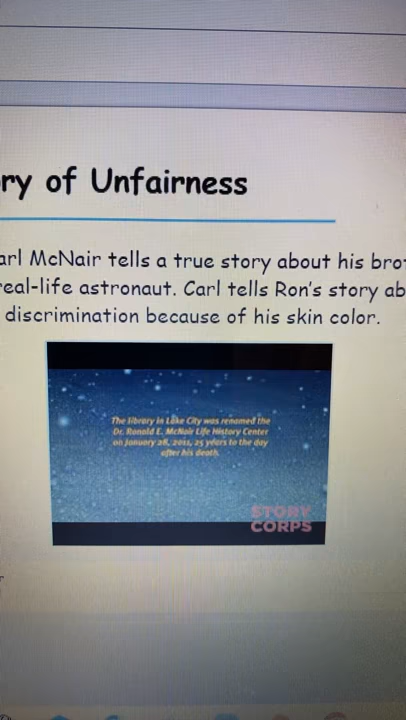 ry of Unfairness
arl McNair tells a true story about his bro
real-life astronaut. Carl tells Ron's story ab
discrimination because of his skin color.
The library in Lake City was renamed the
Dr. Ronald E. McNair Life History Center
on January 28, 2011, 25 years to the day
after his death.
STORY
CORPS